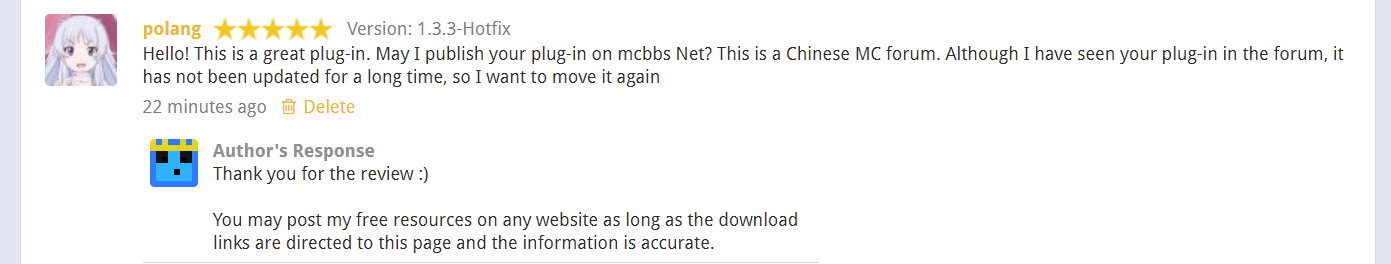 polang Version: 1.3.3-Hotfix
Hello! This is a great plug-in. May I publish your plug-in on mcbbs Net? This is a Chinese MC forum. Although I have seen your plug-in in the forum, it
has not been updated for a long time, so I want to move it again
22 minutes ago Delete
Author's Response
Thank you for the review :)
You may post my free resources on any website as long as the download
links are directed to this page and the information is accurate.